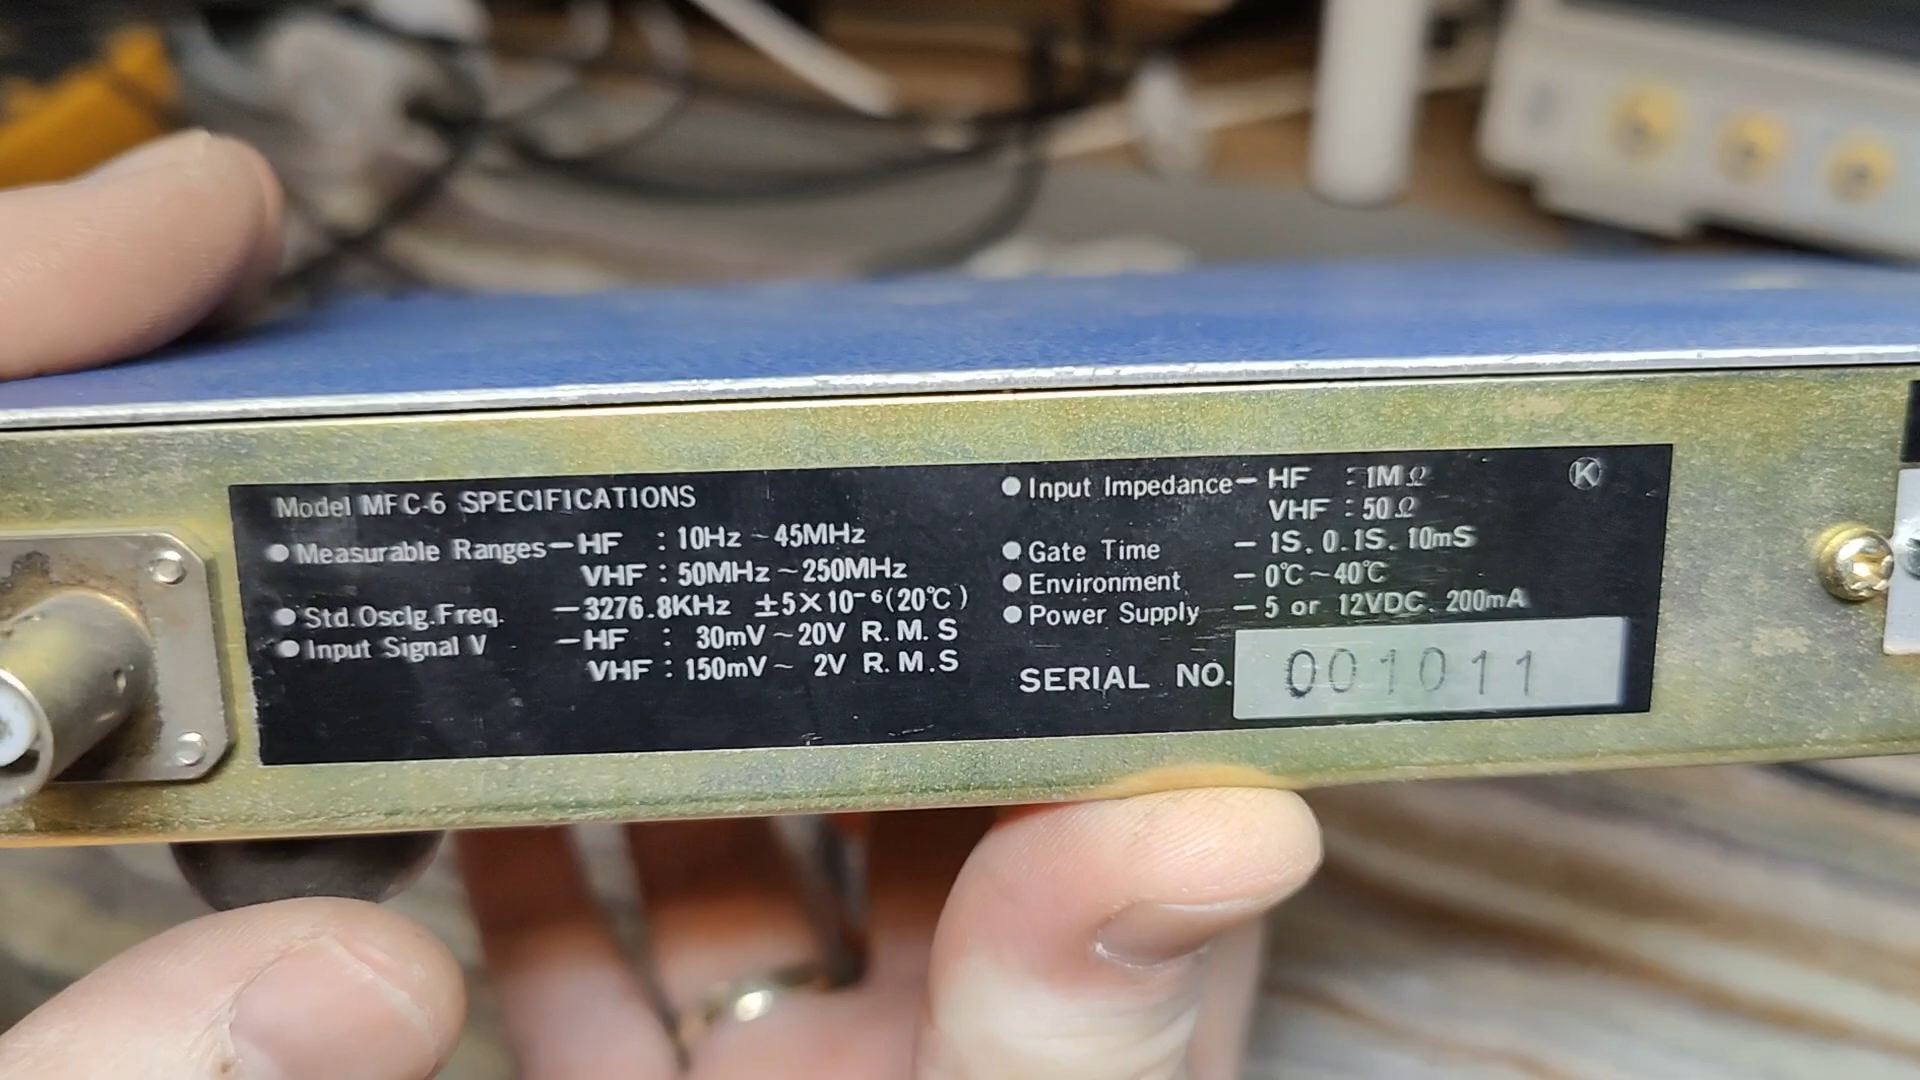 Model MFC-6 SPECIFICATIONS
● Measurable Ranges — HF : 10Hz ~ 45MHz
VHF : 50MHz ~ 250MHz
● Std.Osclg.Freq. — 3276.8KHz ±5×10⁻⁶(20℃)
● Input Signal V — HF : 30mV ~ 20V R.M.S
VHF : 150mV ~ 2V R.M.S
● Input Impedance — HF : 1MΩ
VHF : 50Ω
● Gate Time — 1S. 0.1S. 10mS
● Environment — 0℃ ~ 40℃
● Power Supply — 5 or 12VDC. 200mA
SERIAL NO. 001011
K